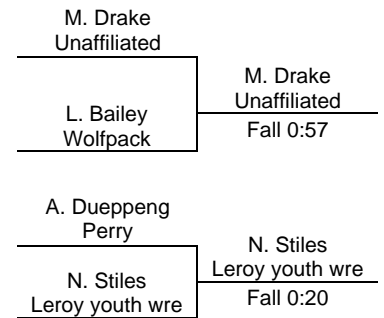 M. Drake
Unaffiliated
L. Bailey
Wolfpack
M. Drake
Unaffiliated
Fall 0:57
A. Dueppeng
Perry
N. Stiles
Leroy youth wre
N. Stiles
Leroy youth wre
Fall 0:20